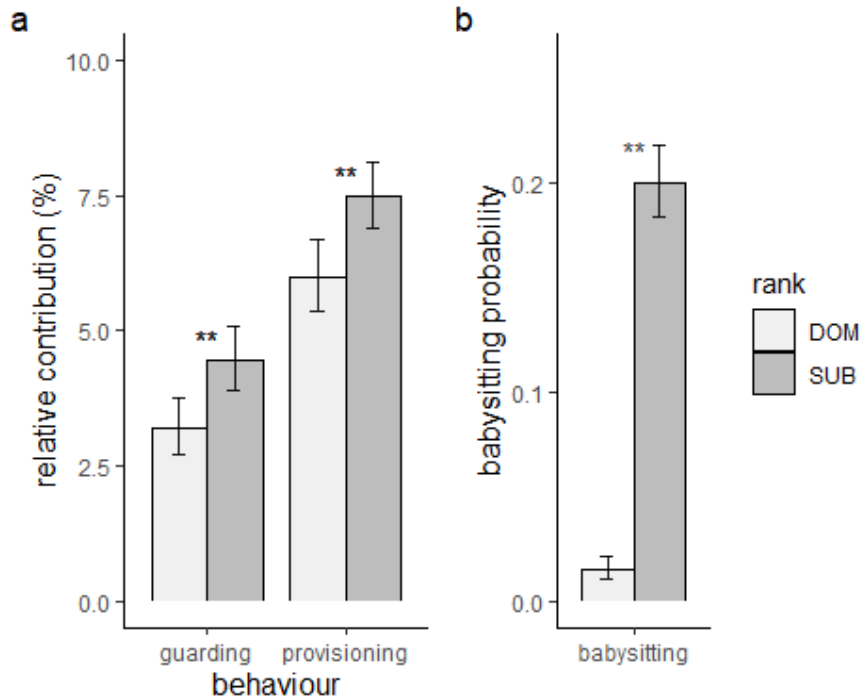 a
relative contribution (%)
10.0
7.5
5.0
2.5
0.0
**
**
guarding
provisioning
behaviour
b
babysitting probability
0.2
0.1
0.0
**
babysitting
rank
DOM
SUB